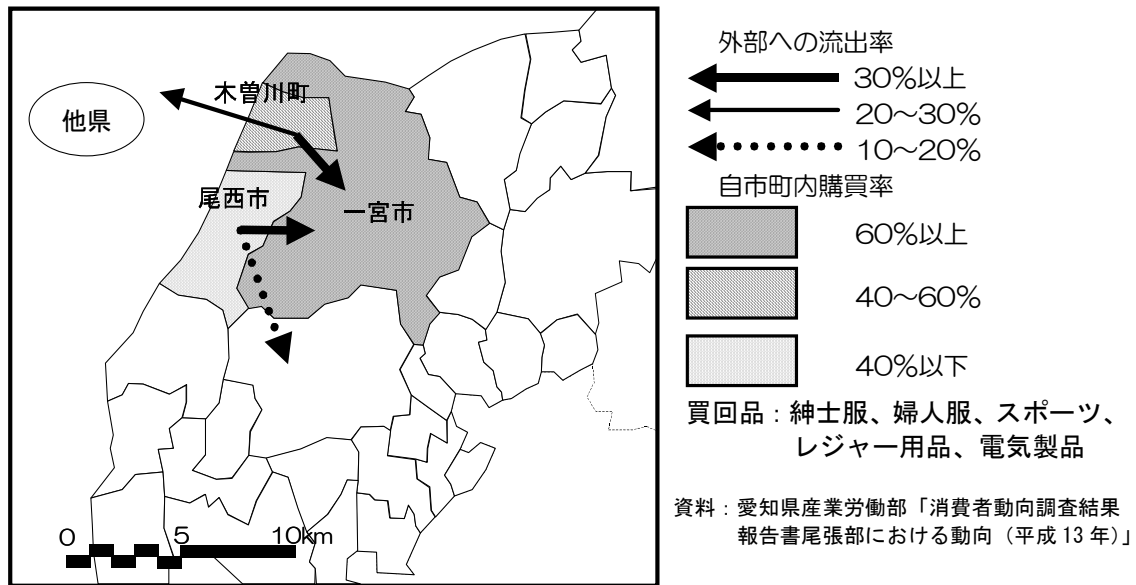 木曽川町
他県
尾西市
一宮市
0 5 10km
外部への流出率
30%以上
20～30%
10～20%
自市町内購買率
60%以上
40～60%
40%以下
買回品：紳士服、婦人服、スポーツ、
レジャー用品、電気製品
資料：愛知県産業労働部「消費者動向調査結果
報告書尾張部における動向（平成13年）」